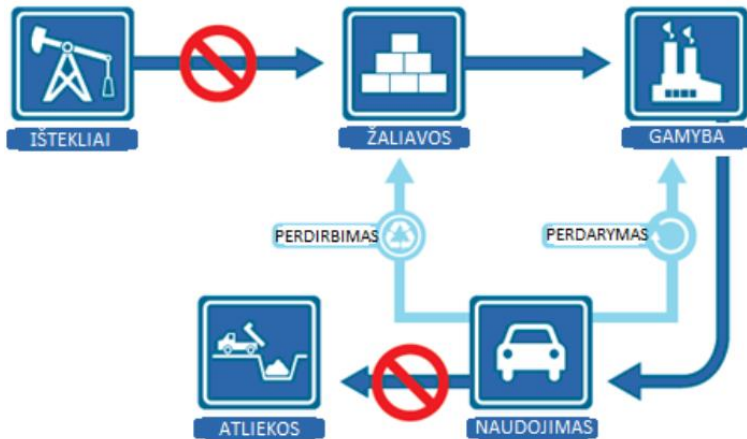 IŠTEKLIAI
ŽALIAVOS
GAMYBA
PERDIRBIMAS
PERDARYMAS
ATLIEKOS
NAUDOJIMAS